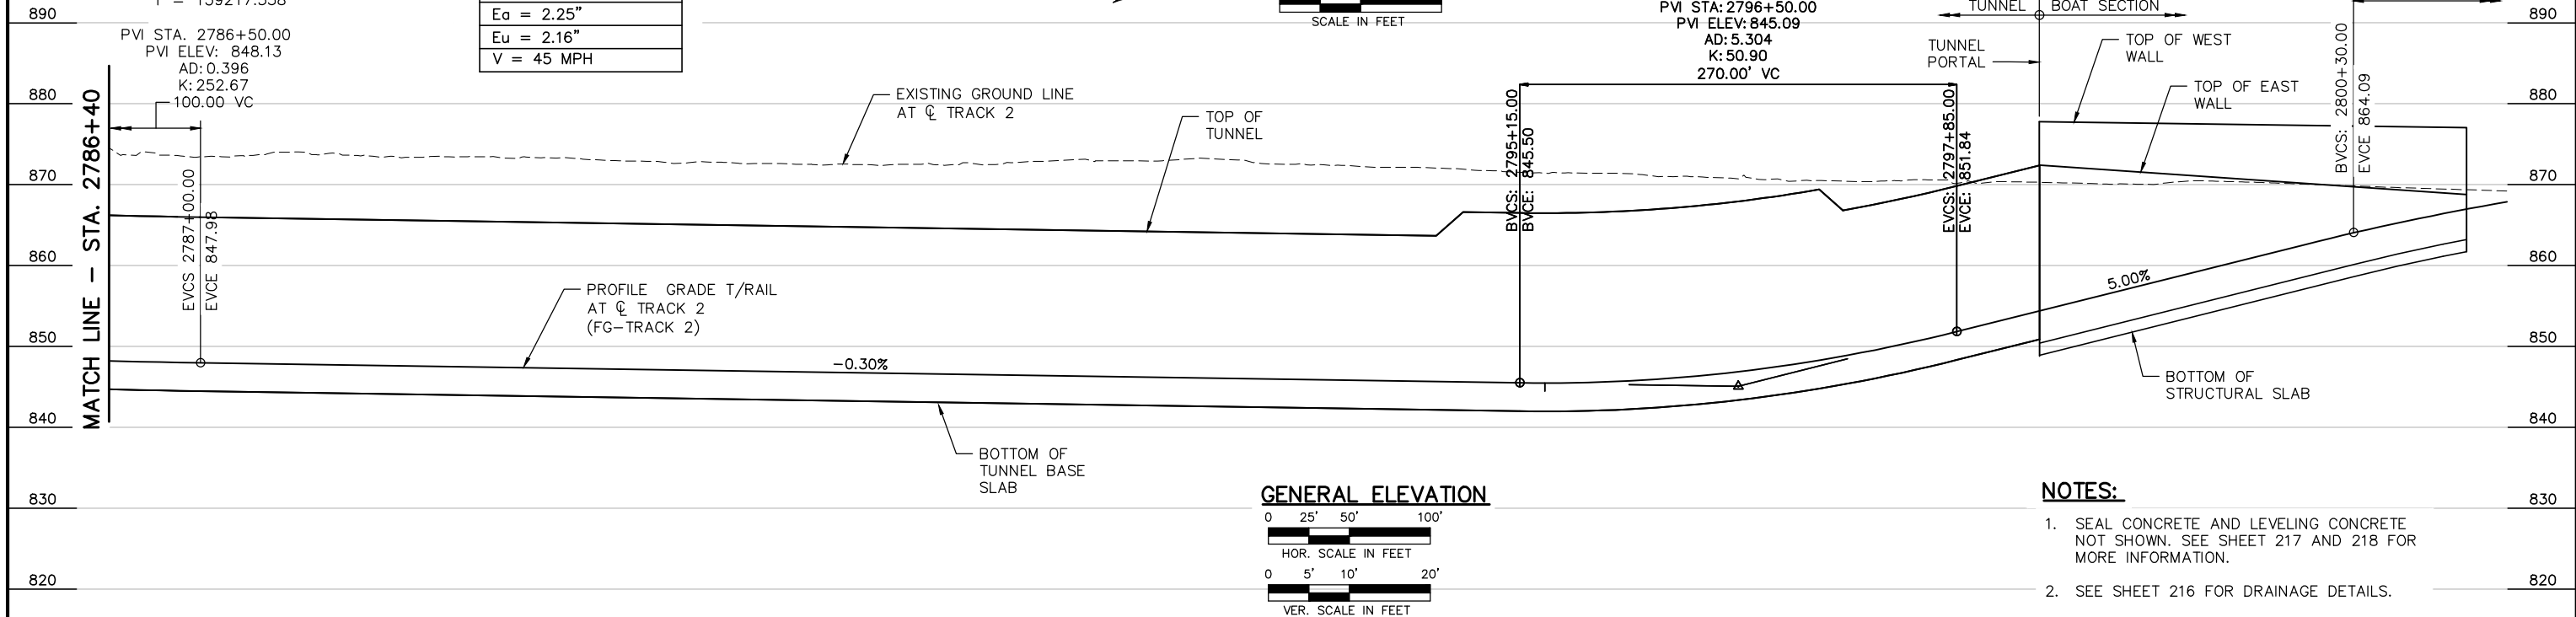 Ea = 2.25"
Eu = 2.16"
V = 45 MPH
SCALE IN FEET
PVI STA: 2796+50.00
PVI ELEV: 845.09
AD: 5.304
K: 50.90
270.00' VC
TUNNEL
BOAT SECTION
890
890
PVI STA. 2786+50.00
PVI ELEV: 848.13
AD: 0.396
K: 252.67
100.00 VC
TUNNEL
PORTAL
TOP OF WEST
WALL
TOP OF EAST
WALL
880
880
EXISTING GROUND LINE
AT ℄ TRACK 2
TOP OF
TUNNEL
MATCH LINE – STA. 2786+40
EVCS 2787+00.00
EVCE 847.98
BVCS: 2795+15.00
BVCE: 845.50
EVCS: 2797+85.00
EVCE: 851.84
BVCS: 2800+30.00
EVCE 864.09
870
870
860
860
PROFILE GRADE T/RAIL
AT ℄ TRACK 2
(FG–TRACK 2)
5.00%
850
850
–0.30%
BOTTOM OF
STRUCTURAL SLAB
840
840
BOTTOM OF
TUNNEL BASE
SLAB
830
830
GENERAL ELEVATION
0 25' 50' 100'
HOR. SCALE IN FEET
0 5' 10' 20'
VER. SCALE IN FEET
820
820
NOTES:
1. SEAL CONCRETE AND LEVELING CONCRETE
NOT SHOWN. SEE SHEET 217 AND 218 FOR
MORE INFORMATION.
2. SEE SHEET 216 FOR DRAINAGE DETAILS.